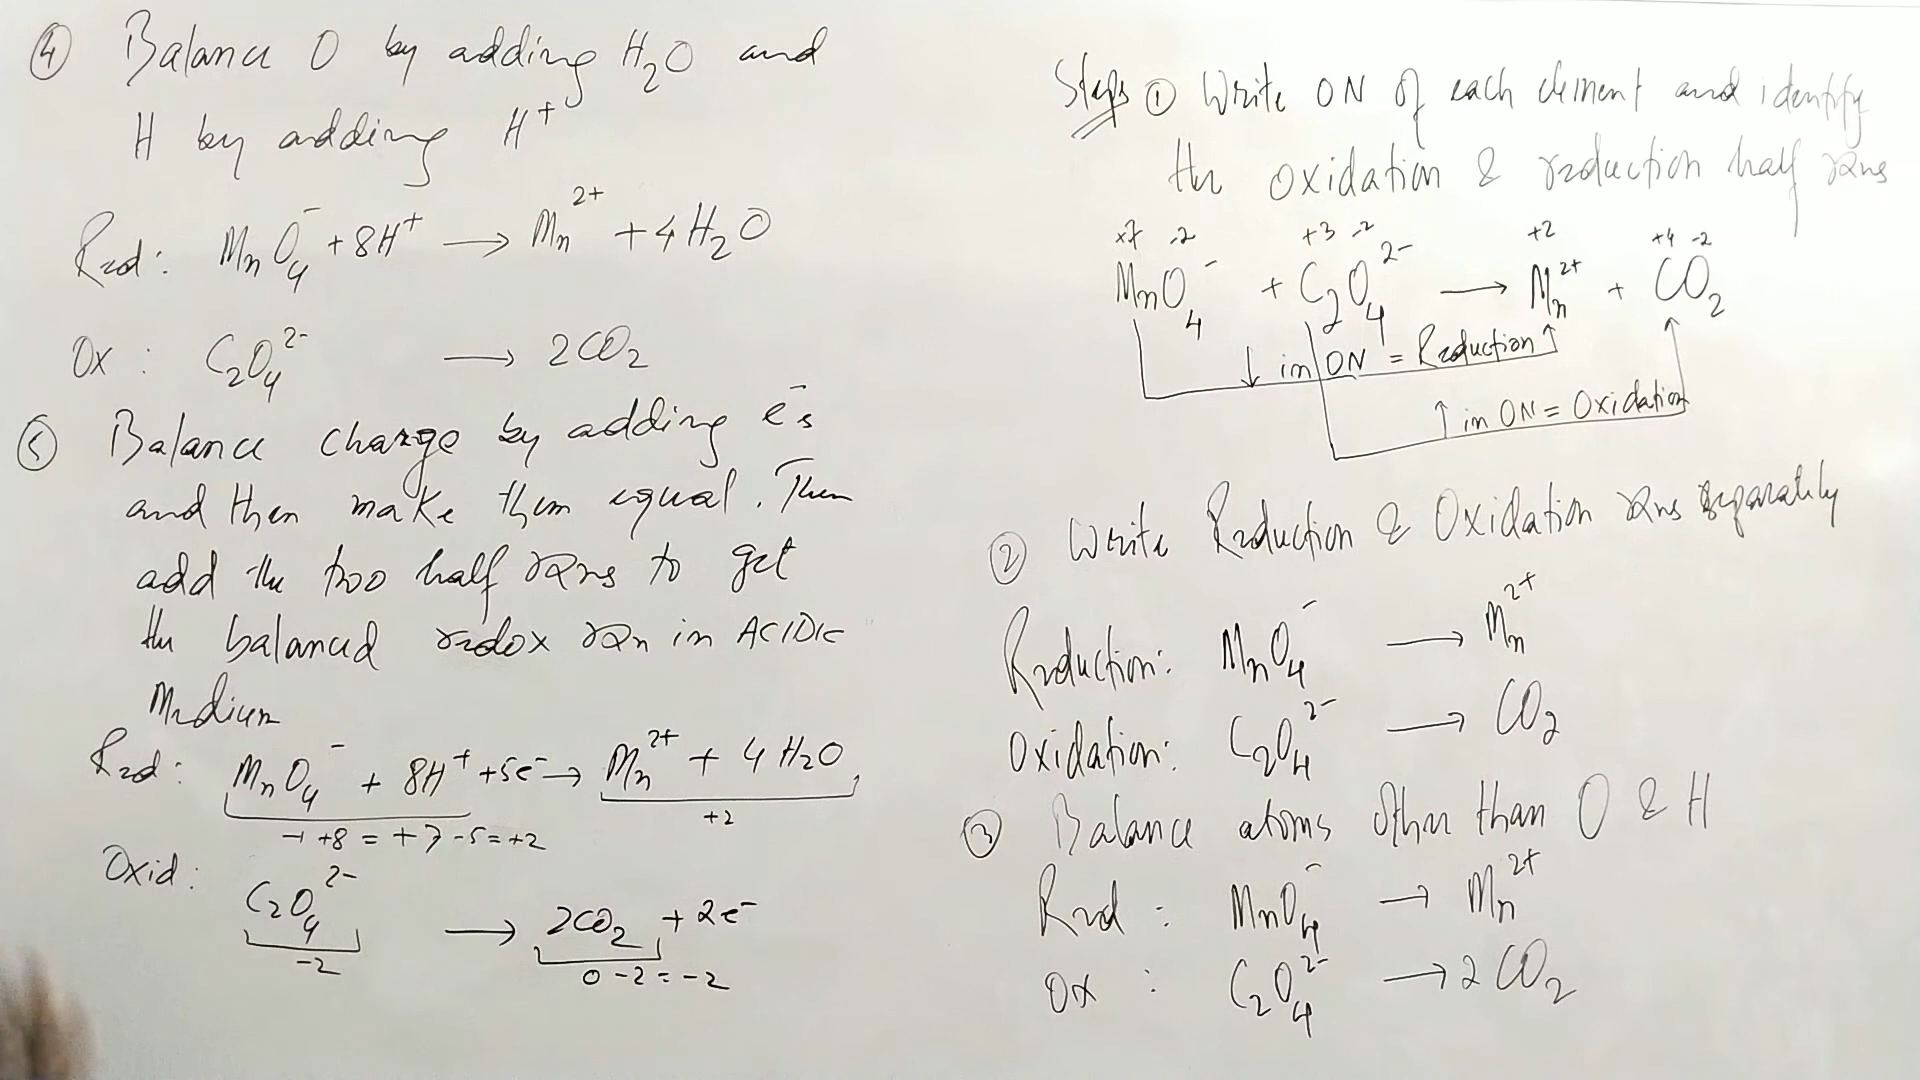 Steps ① Write ON of each element and identify
the oxidation & reduction half rxns
+7 -2 +3 -2 +2 +4 -2
MnO₄⁻ + C₂O₄²⁻ → Mn²⁺ + CO₂
↓ in ON = Reduction
↑ in ON = Oxidation
② Write Reduction & Oxidation rxns separately
Reduction: MnO₄⁻ → Mn²⁺
Oxidation: C₂O₄²⁻ → CO₂
③ Balance atoms other than O & H
Red : MnO₄⁻ → Mn²⁺
Ox : C₂O₄²⁻ → 2CO₂
④ Balance O by adding H₂O and
H by adding H⁺
Red: MnO₄⁻ + 8H⁺ → Mn²⁺ + 4H₂O
Ox : C₂O₄²⁻ → 2CO₂
⑤ Balance charge by adding e⁻s
and then make them equal. Then
add the two half rxns to get
the balanced redox rxn in ACIDIC
Medium
Red: MnO₄⁻ + 8H⁺ + 5e⁻ → Mn²⁺ + 4H₂O
-1 +8 = +7 -5 = +2 +2
Oxid: C₂O₄²⁻ → 2CO₂ + 2e⁻
-2 0 -2 = -2